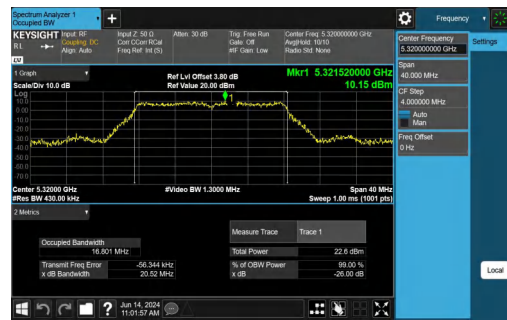 Spectrum Analyzer 1
Occupied BW
Frequency
KEYSIGHT
Input: RF
Input Z: 50 Ω
Atten: 30 dB
Trig: Free Run
Center Freq: 5.320000000 GHz
RL
Coupling: DC
Corr CCorr RCal
Gate: Off
Avg|Hold: 10/10
Align: Auto
Freq Ref: Int (S)
#IF Gain: Low
Radio Std: None
LV
Center Frequency
5.320000000 GHz
Settings
Span
40.000 MHz
CF Step
4.000000 MHz
Auto
Man
Freq Offset
0 Hz
Local
1 Graph
Scale/Div 10.0 dB
Ref Lvl Offset 3.80 dB
Ref Value 20.00 dBm
Mkr1 5.321520000 GHz
10.15 dBm
Log
10.0
0.00
-10.0
-20.0
-30.0
-40.0
-50.0
-60.0
-70.0
1
Center 5.32000 GHz
#Video BW 1.3000 MHz
Span 40 MHz
#Res BW 430.00 kHz
Sweep 1.00 ms (1001 pts)
2 Metrics
Measure Trace
Trace 1
Occupied Bandwidth
16.801 MHz
Total Power
22.6 dBm
Transmit Freq Error
-56.344 kHz
% of OBW Power
99.00 %
x dB Bandwidth
20.52 MHz
x dB
-26.00 dB
?
Jun 14, 2024
11:01:57 AM